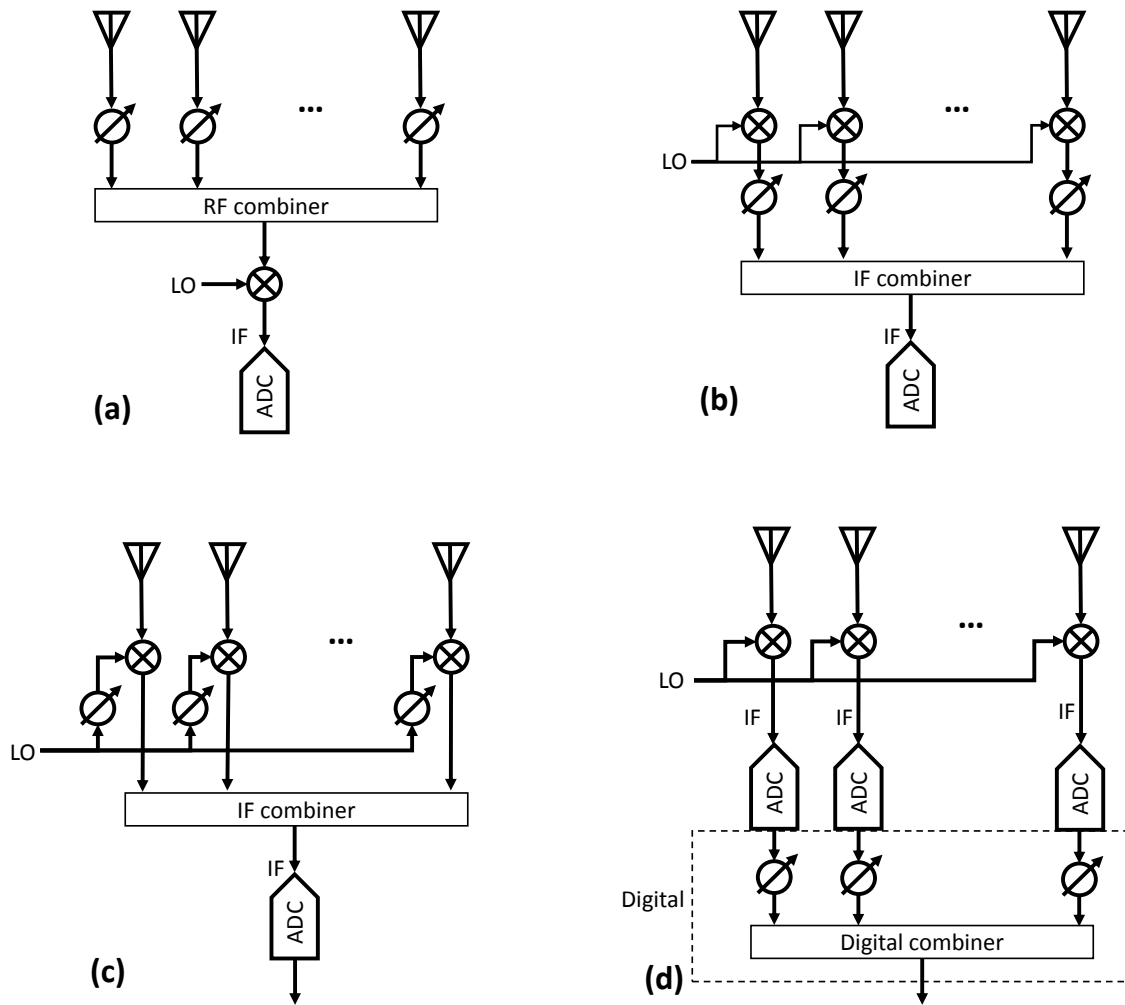 ...
RF combiner
LO
IF
ADC
(a)
...
LO
IF combiner
IF
ADC
(b)
...
LO
IF combiner
IF
ADC
(c)
...
LO
IF
IF
IF
ADC
ADC
ADC
Digital
Digital combiner
(d)